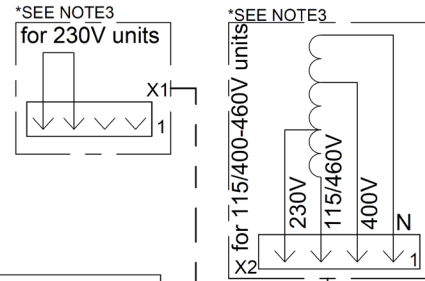 *SEE NOTE3
for 230V units
X1
1
*SEE NOTE3
for 115/400-460V units
230V
115/460V
400V
N
X2
1